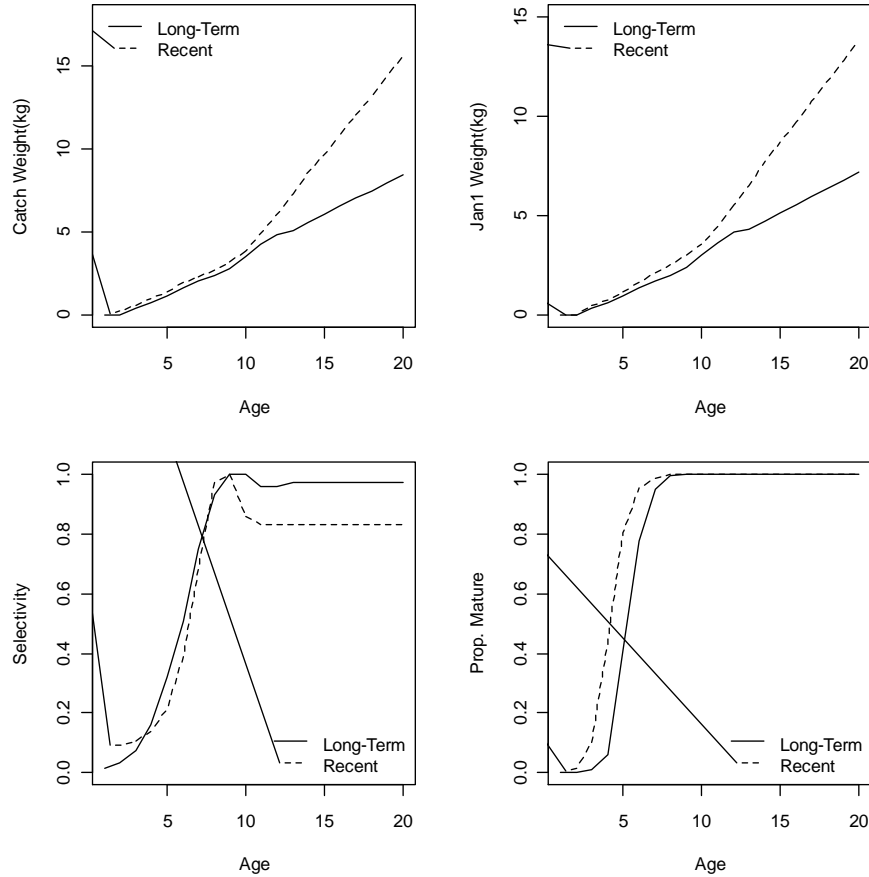 Long-Term
Recent
Catch Weight(kg)
0
5
10
15
5
10
15
20
Age
Long-Term
Recent
Jan1 Weight(kg)
0
5
10
15
5
10
15
20
Age
Selectivity
0.0
0.2
0.4
0.6
0.8
1.0
Long-Term
Recent
5
10
15
20
Age
Prop. Mature
0.0
0.2
0.4
0.6
0.8
1.0
Long-Term
Recent
5
10
15
20
Age